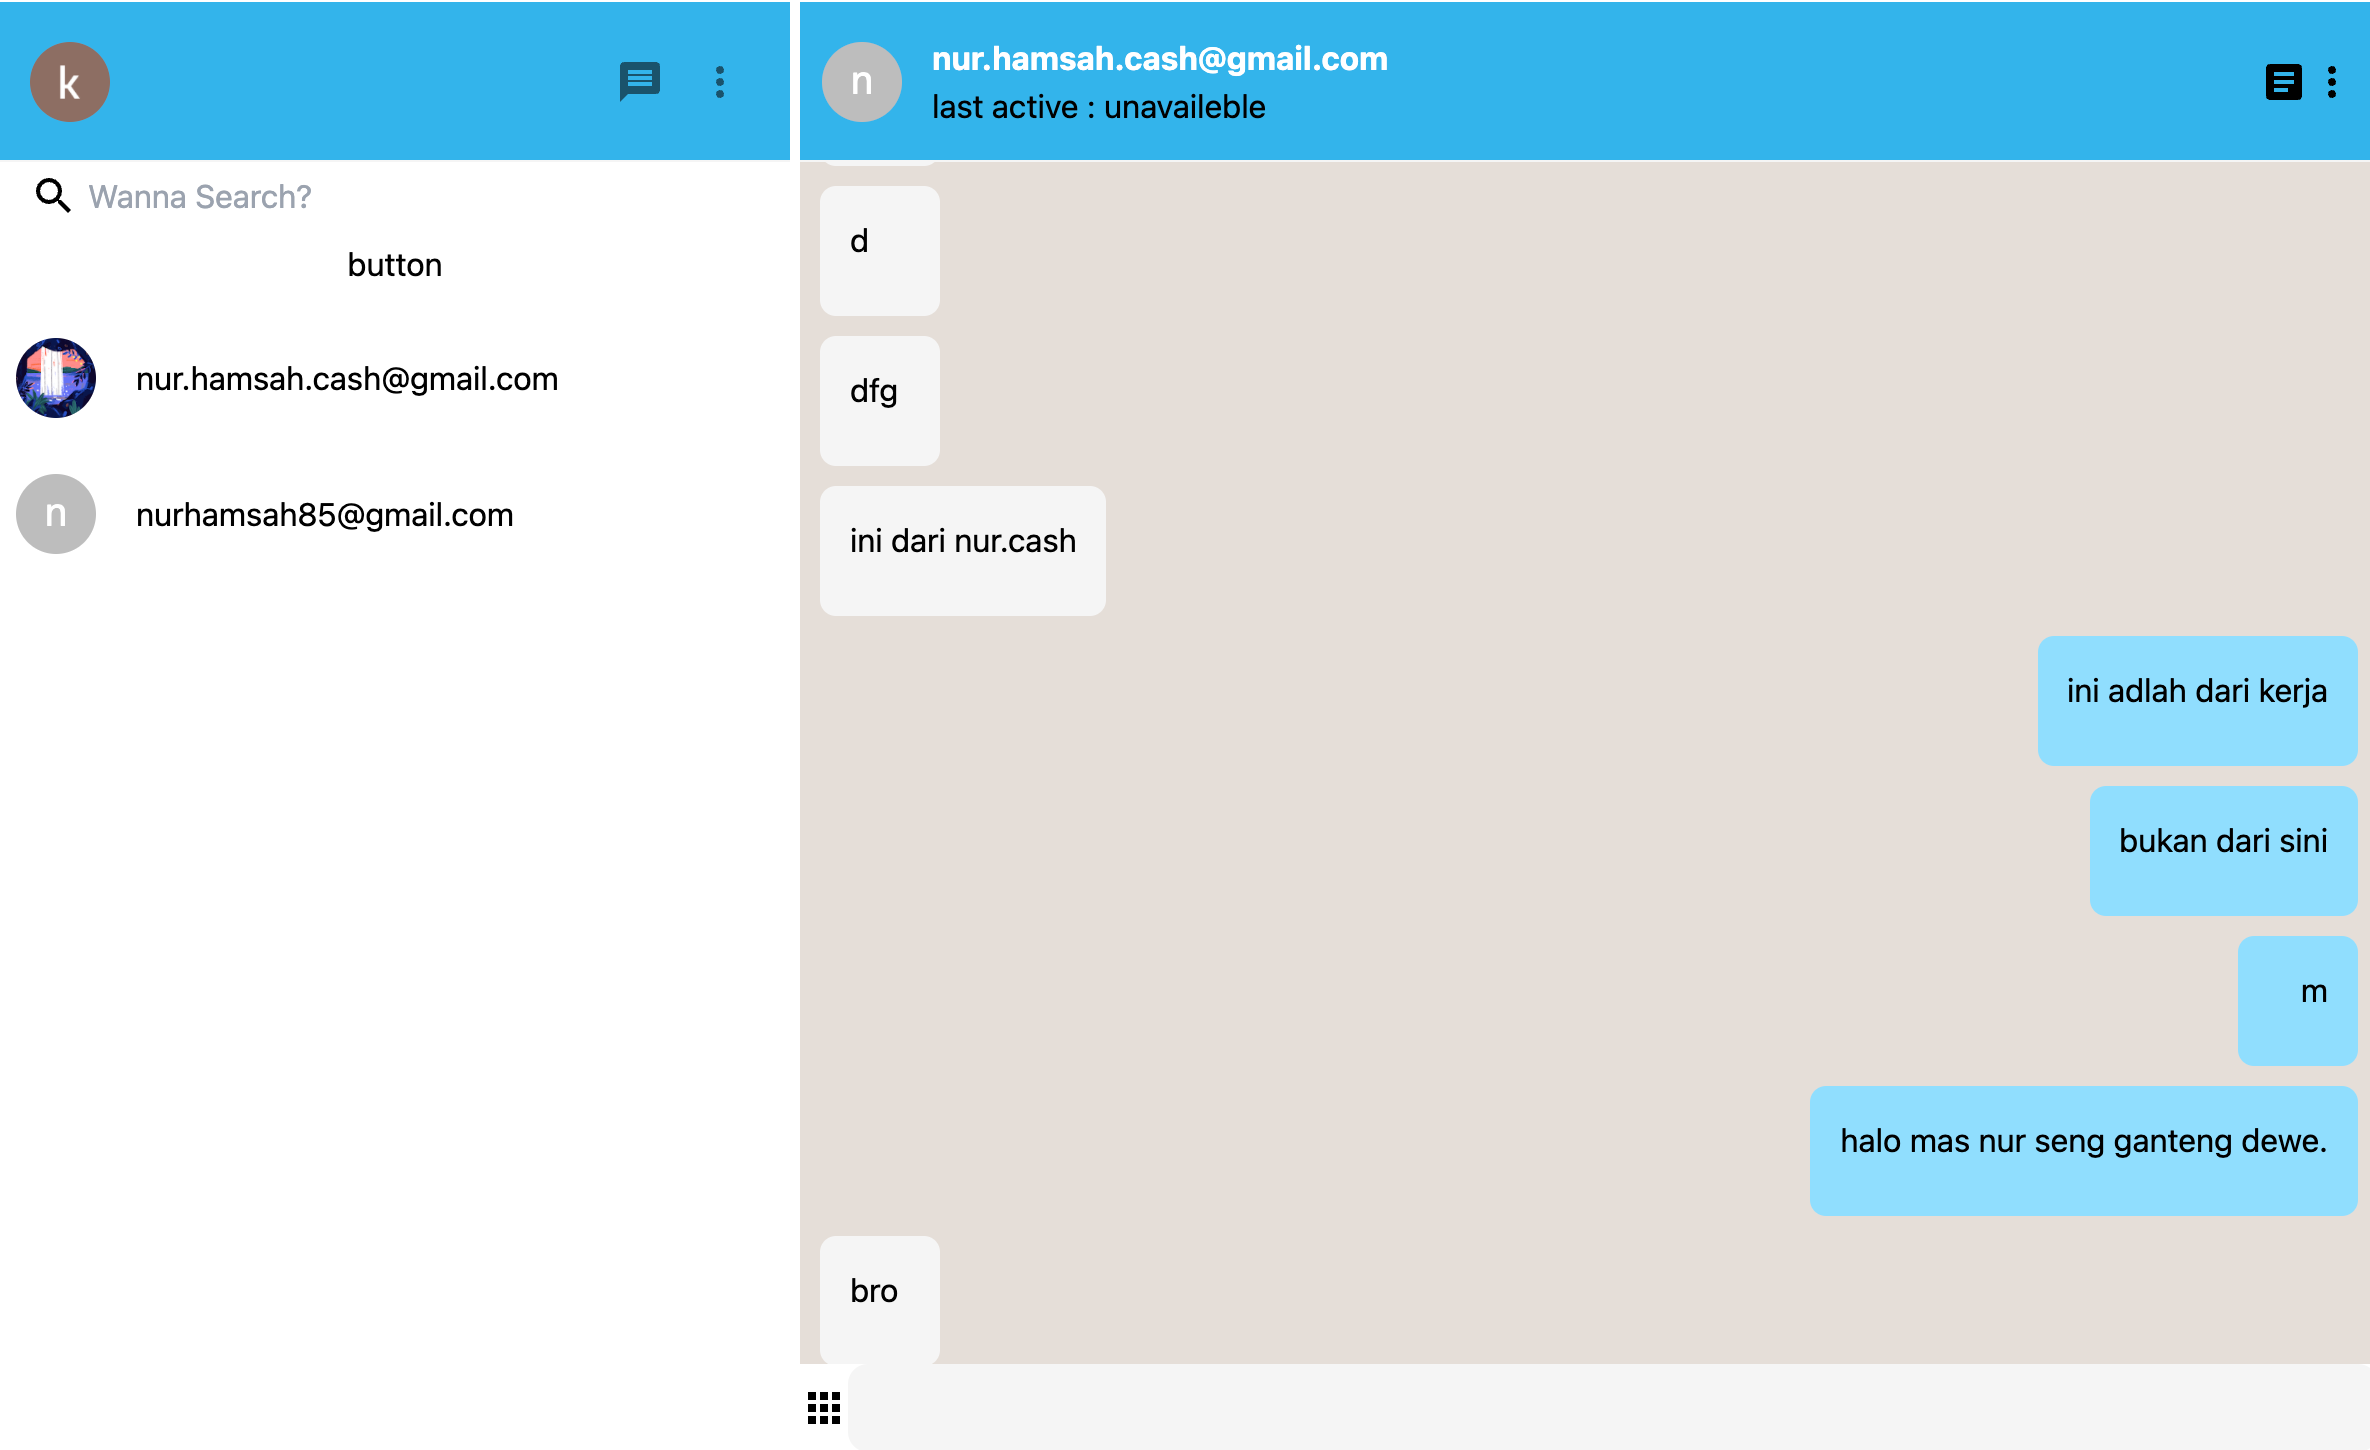 k
Wanna Search?
button
nur.hamsah.cash@gmail.com
n
nurhamsah85@gmail.com
n
nur.hamsah.cash@gmail.com
last active : unavaileble
d
dfg
ini dari nur.cash
ini adlah dari kerja
bukan dari sini
m
halo mas nur seng ganteng dewe.
bro